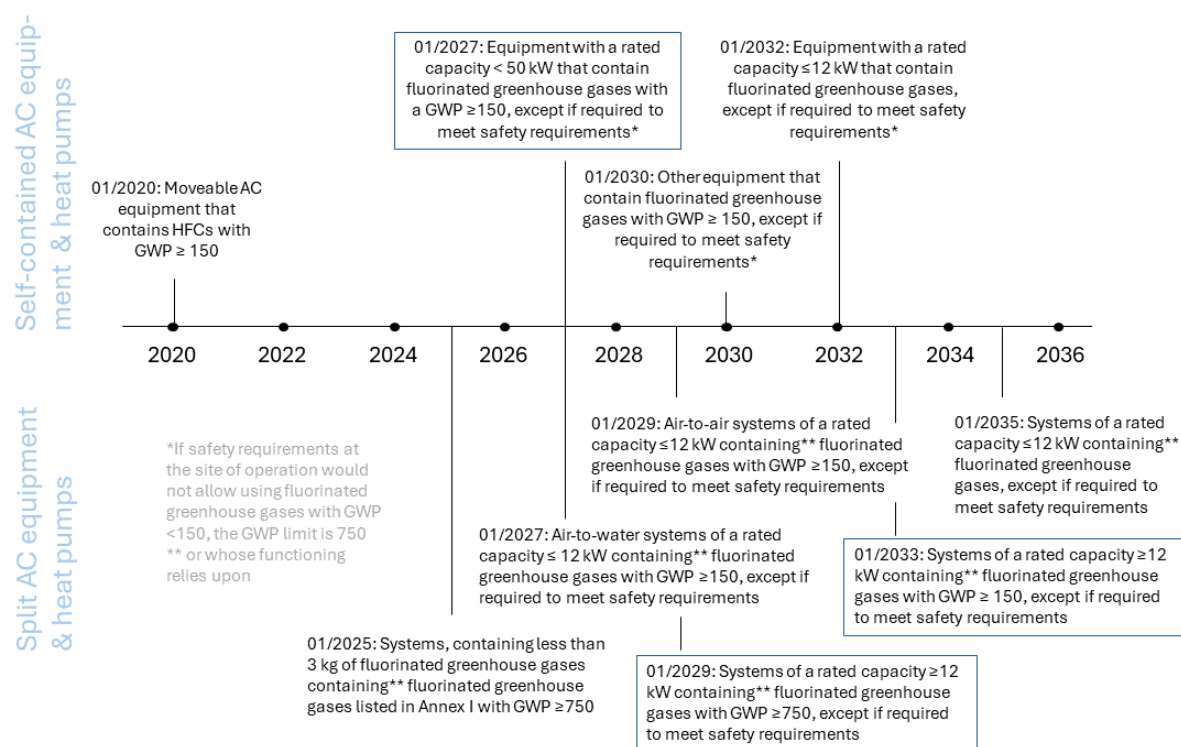 Self-contained AC equip-
ment & heat pumps
01/2020: Moveable AC
equipment that
contains HFCs with
GWP ≥ 150
01/2027: Equipment with a rated
capacity < 50 kW that contain
fluorinated greenhouse gases with
a GWP ≥150, except if required to
meet safety requirements*
01/2030: Other equipment that
contain fluorinated greenhouse
gases with GWP ≥ 150, except if
required to meet safety
requirements*
01/2032: Equipment with a rated
capacity ≤12 kW that contain
fluorinated greenhouse gases,
except if required to meet safety
requirements*
2020 2022 2024 2026 2028 2030 2032 2034 2036
Split AC equipment
& heat pumps
*If safety requirements at
the site of operation would
not allow using fluorinated
greenhouse gases with GWP
<150, the GWP limit is 750
** or whose functioning
relies upon
01/2025: Systems, containing less than
3 kg of fluorinated greenhouse gases
containing** fluorinated greenhouse
gases listed in Annex I with GWP ≥750
01/2027: Air-to-water systems of a rated
capacity ≤ 12 kW containing** fluorinated
greenhouse gases with GWP ≥150, except if
required to meet safety requirements
01/2029: Air-to-air systems of a rated
capacity ≤12 kW containing** fluorinated
greenhouse gases with GWP ≥150, except
if required to meet safety requirements
01/2029: Systems of a rated capacity ≥12
kW containing** fluorinated greenhouse
gases with GWP ≥750, except if required
to meet safety requirements
01/2033: Systems of a rated capacity ≥12
kW containing** fluorinated greenhouse
gases with GWP ≥ 150, except if required
to meet safety requirements
01/2035: Systems of a rated
capacity ≤12 kW containing**
fluorinated greenhouse
gases, except if required to
meet safety requirements